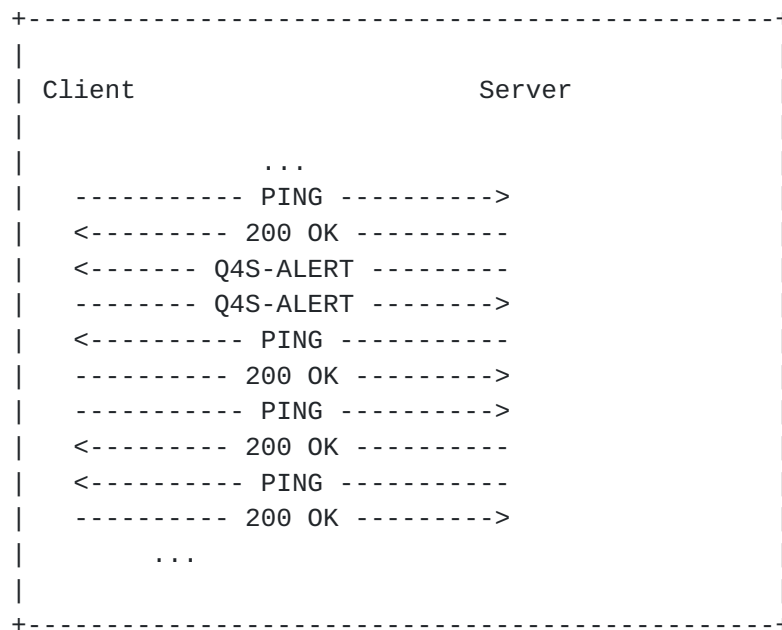 +------------------------------------------------+
|                                                |
| Client                      Server             |
|                                                |
|               ...                              |
|   ----------- PING ---------->                 |
|   <--------- 200 OK ----------                 |
|   <------- Q4S-ALERT ---------                 |
|   -------- Q4S-ALERT -------->                 |
|   <---------- PING -----------                 |
|   ---------- 200 OK --------->                 |
|   ----------- PING ---------->                 |
|   <--------- 200 OK ----------                 |
|   <---------- PING -----------                 |
|   ---------- 200 OK --------->                 |
|        ...                                     |
|                                                |
+------------------------------------------------+